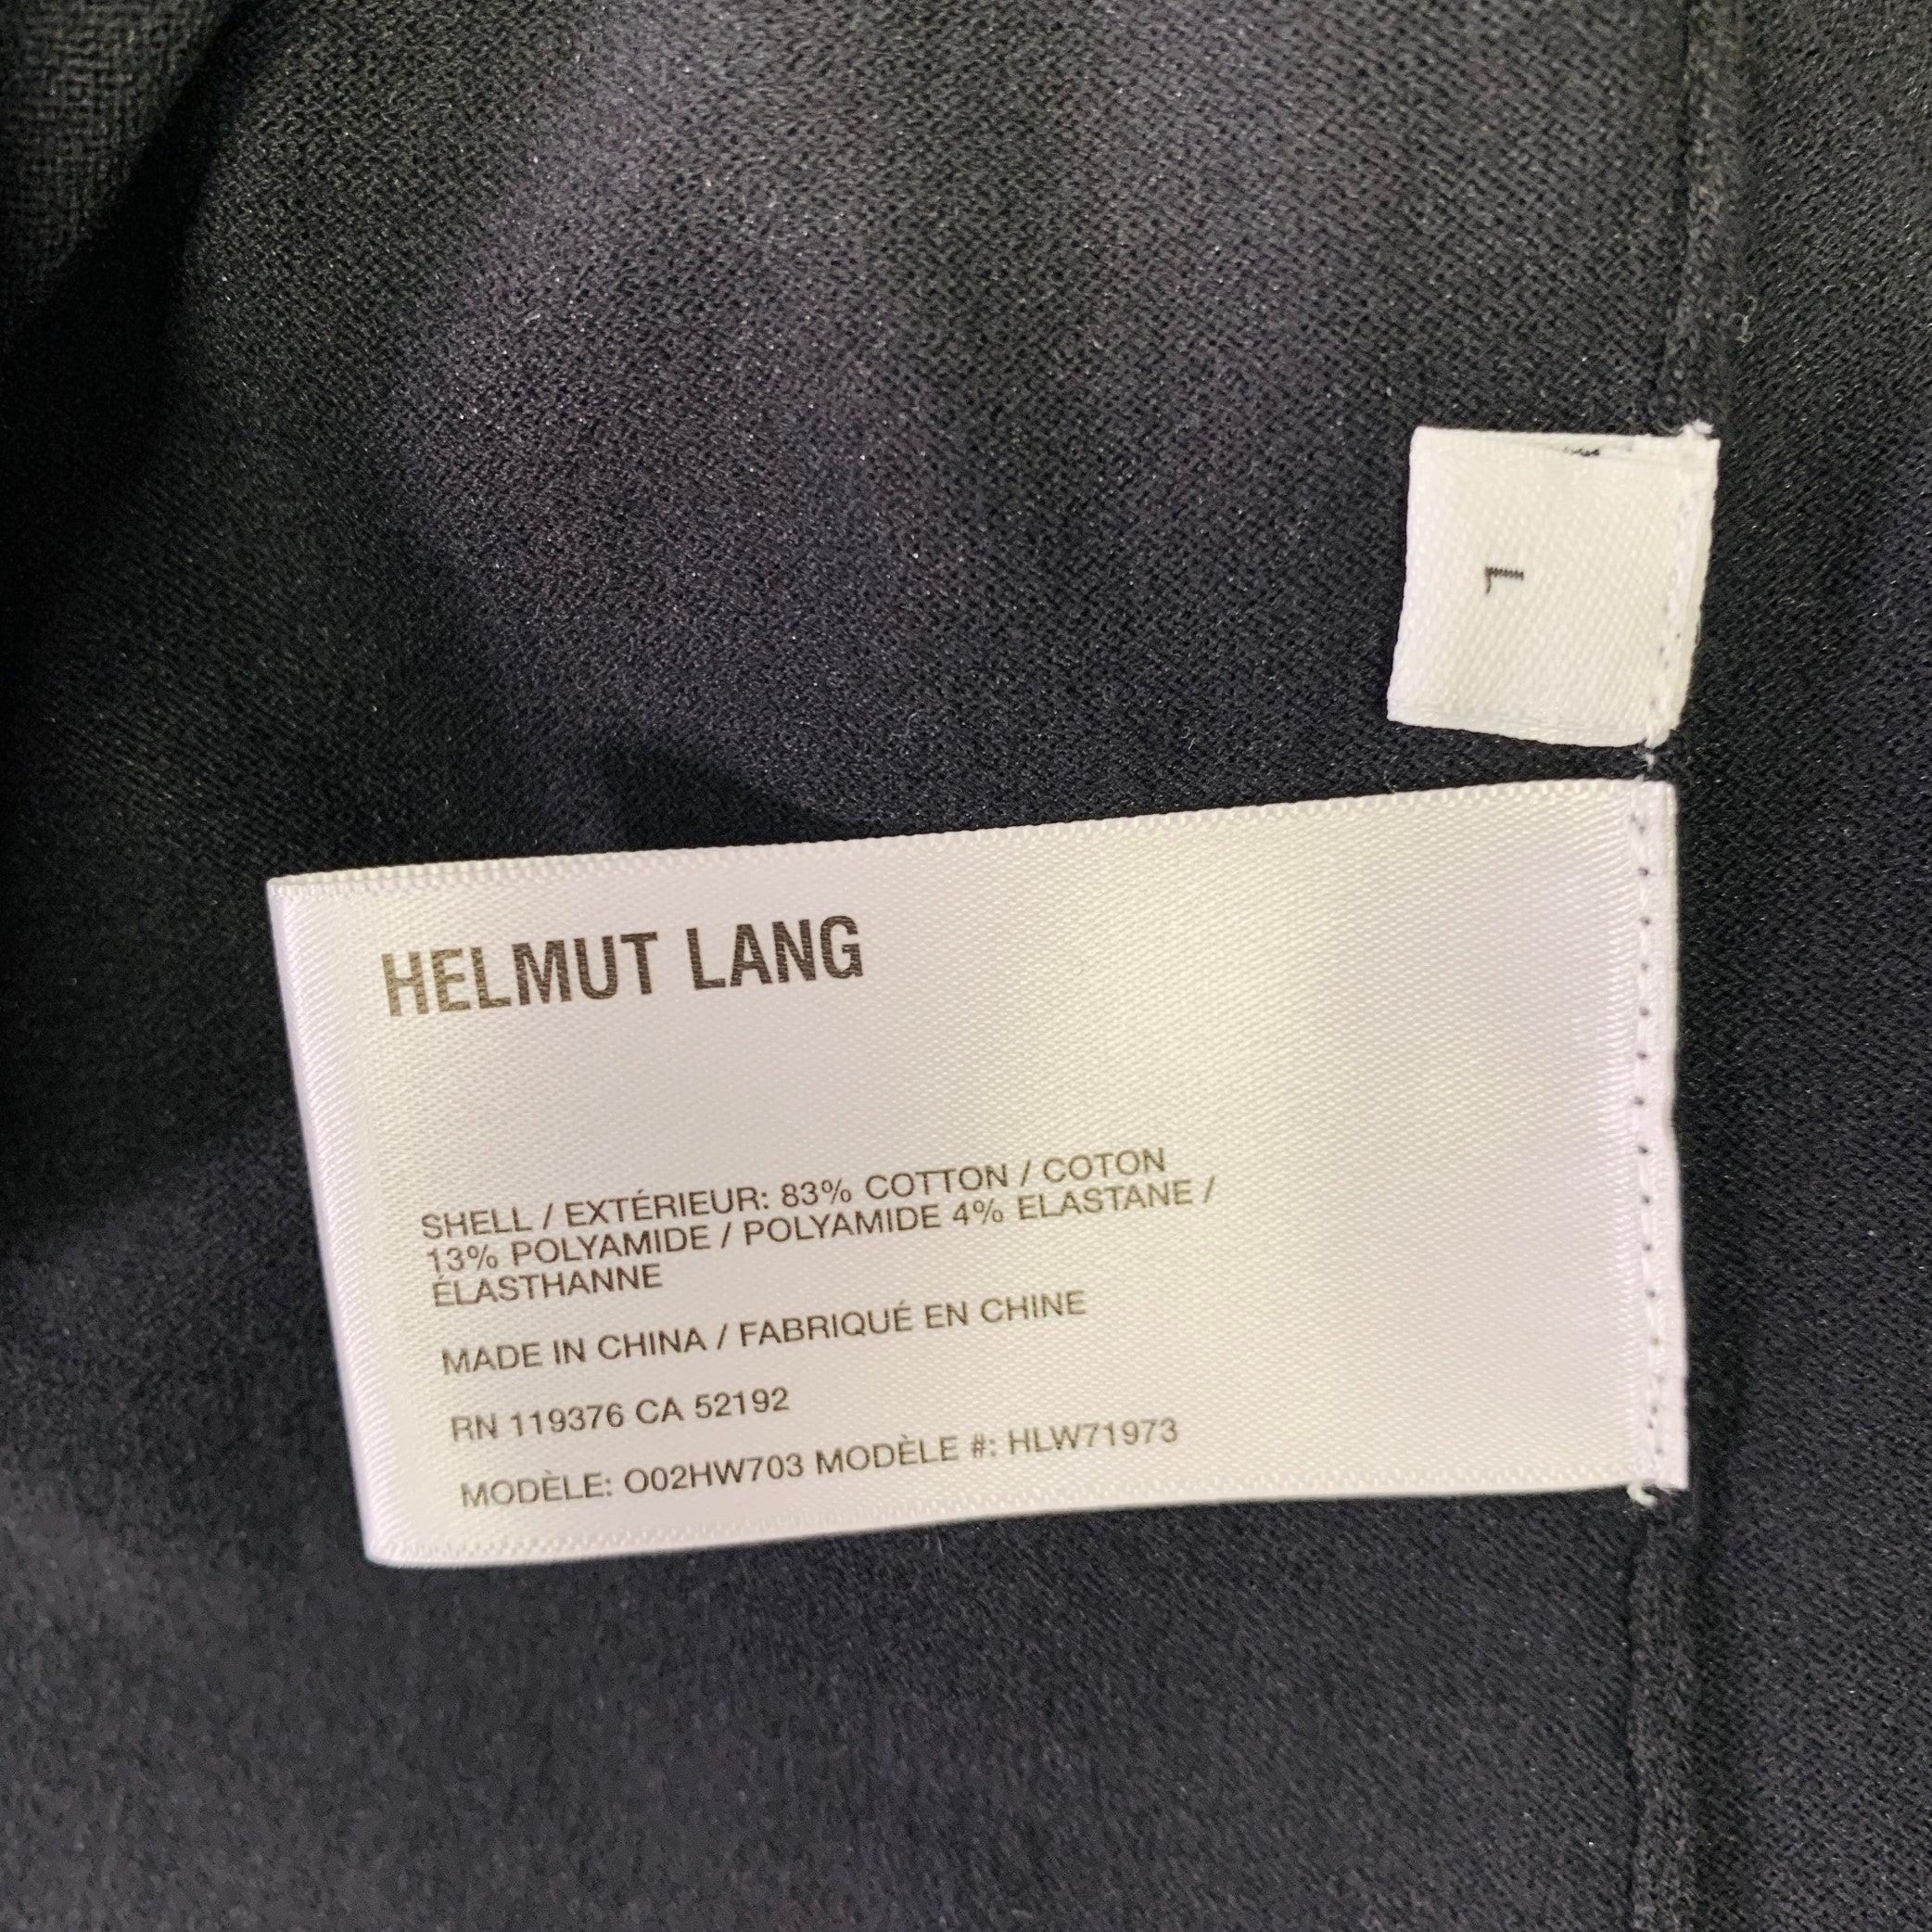 L
HELMUT LANG
SHELL / EXTÉRIEUR: 83% COTTON / COTON
13% POLYAMIDE / POLYAMIDE 4% ELASTANE /
ÉLASTHANNE
MADE IN CHINA / FABRIQUÉ EN CHINE
RN 119376 CA 52192
MODÈLE: O02HW703 MODÈLE #: HLW71973